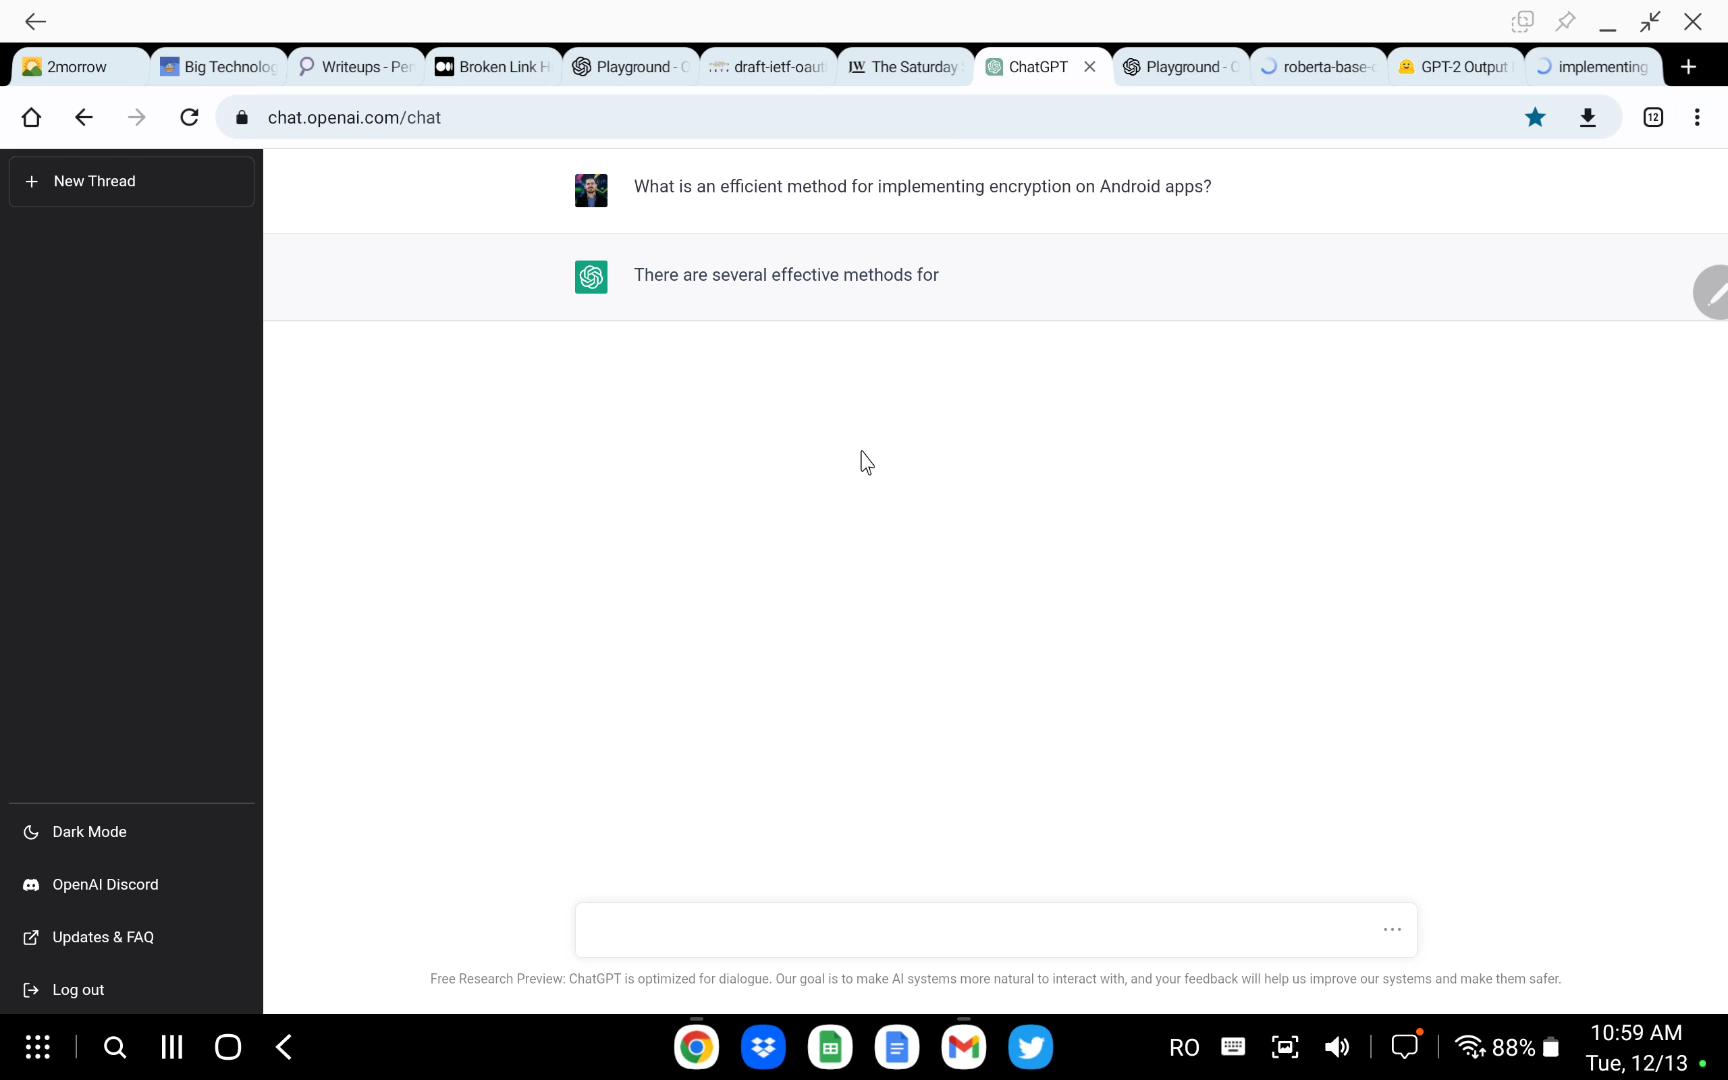 2morrow
Big Technolog
Writeups - Pen
Broken Link H
Playground - O
draft-ietf-oaut
The Saturday
ChatGPT
Playground - O
roberta-base-
GPT-2 Output
implementing
chat.openai.com/chat
12
New Thread
What is an efficient method for implementing encryption on Android apps?
There are several effective methods for
Dark Mode
OpenAI Discord
Updates & FAQ
Log out
Free Research Preview: ChatGPT is optimized for dialogue. Our goal is to make AI systems more natural to interact with, and your feedback will help us improve our systems and make them safer.
RO
88%
10:59 AM
Tue, 12/13